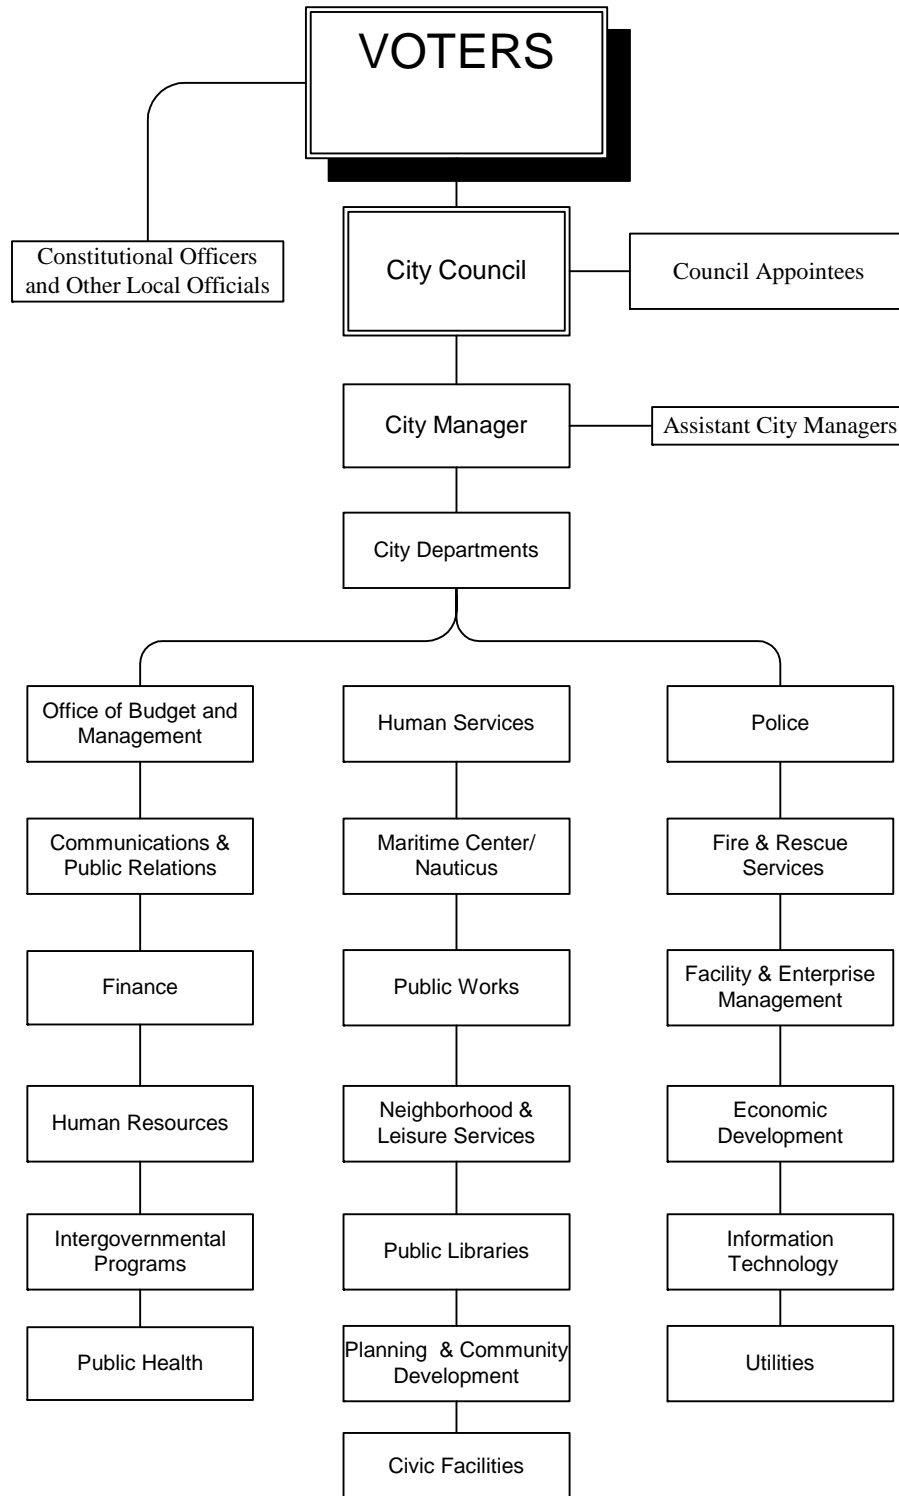 VOTERS
Constitutional Officers
and Other Local Officials
City Council
Council Appointees
City Manager
Assistant City Managers
City Departments
Office of Budget and
Management
Human Services
Police
Communications &
Public Relations
Maritime Center/
Nauticus
Fire & Rescue
Services
Finance
Public Works
Facility & Enterprise
Management
Human Resources
Neighborhood &
Leisure Services
Economic
Development
Intergovernmental
Programs
Public Libraries
Information
Technology
Public Health
Planning & Community
Development
Utilities
Civic Facilities